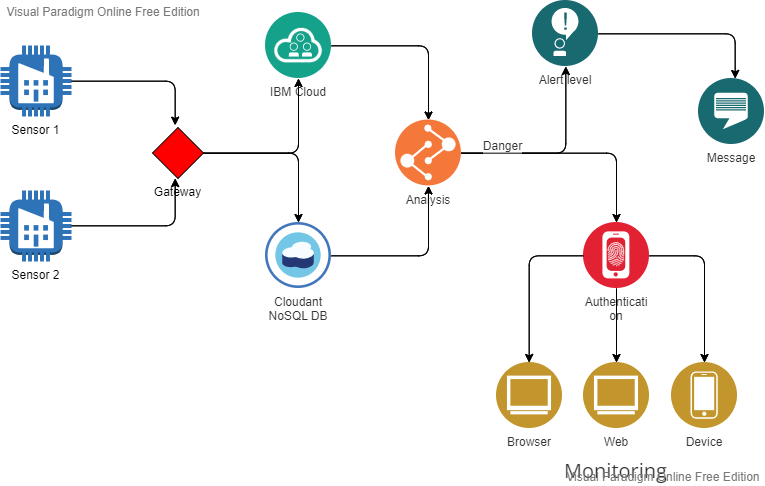 Visual Paradigm Online Free Edition
Sensor 1
IBM Cloud
Alert level
Message
Gateway
Analysis
Danger
Sensor 2
Cloudant
NoSQL DB
Authenticati
on
Browser
Web
Device
Monitoring
Visual Paradigm Online Free Edition